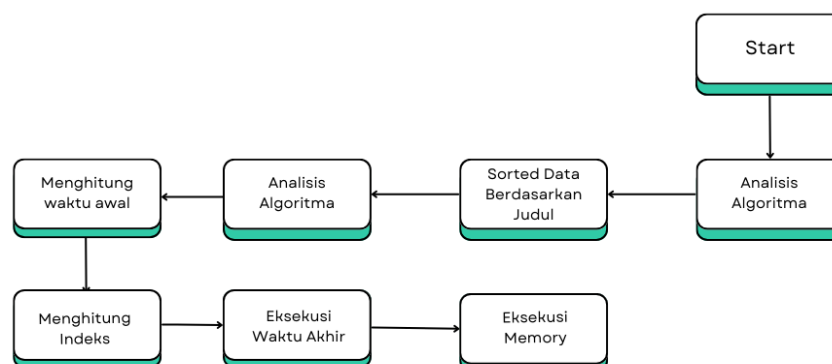 Start
Analisis
Algoritma
Sorted Data
Berdasarkan
Judul
Analisis
Algoritma
Menghitung
waktu awal
Menghitung
Indeks
Eksekusi
Waktu Akhir
Eksekusi
Memory